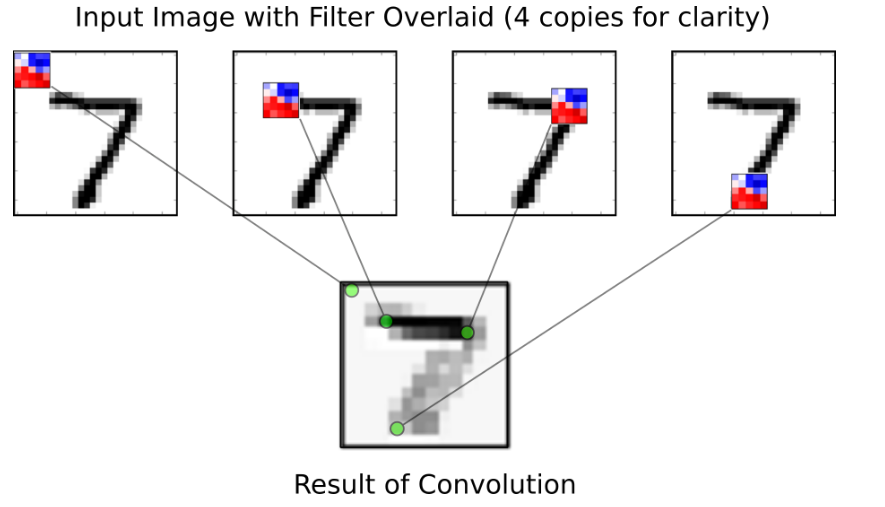 Input Image with Filter Overlaid (4 copies for clarity)
Result of Convolution